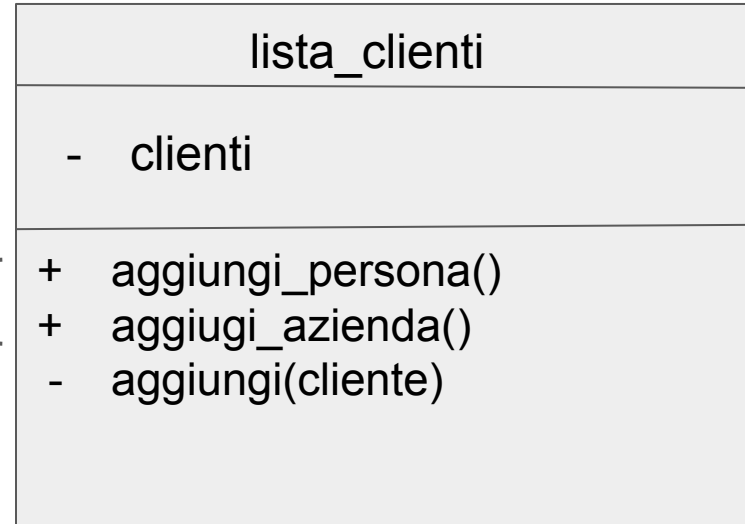 lista_clienti
- clienti
+ aggiungi_persona()
+ aggiugi_azienda()
- aggiungi(cliente)